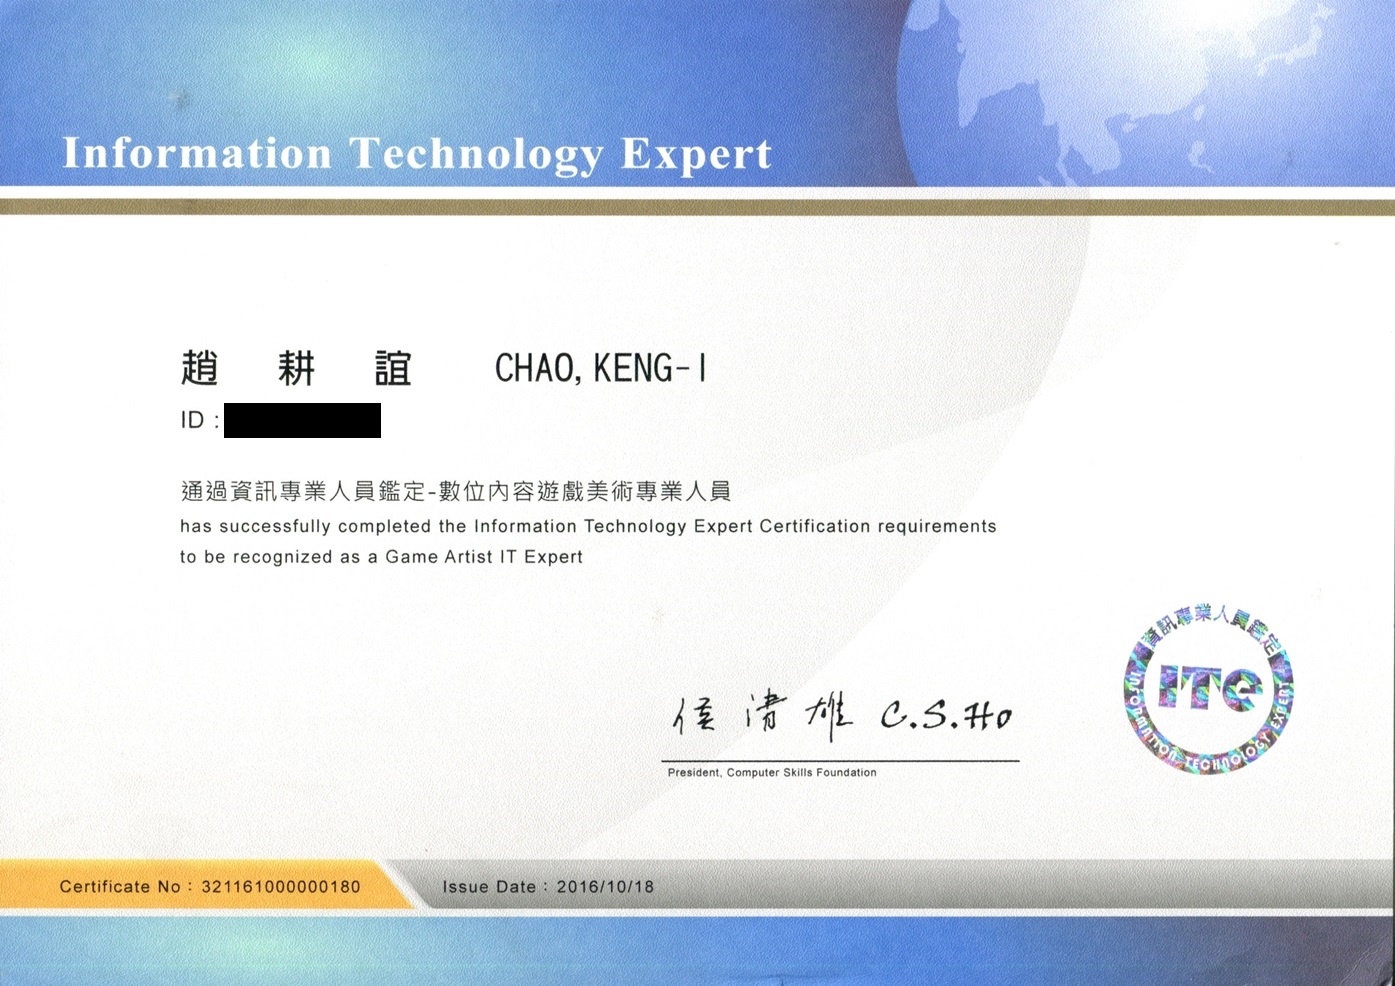 Information Technology Expert
趙 耕 誼 CHAO, KENG-I
ID :
通過資訊專業人員鑑定-數位內容遊戲美術專業人員
has successfully completed the Information Technology Expert Certification requirements
to be recognized as a Game Artist IT Expert
資訊專業人員鑑定
ITE
INFORMATION TECHNOLOGY EXPERT
侯清雄 C.S.Ho
President, Computer Skills Foundation
Certificate No：321161000000180 Issue Date：2016/10/18